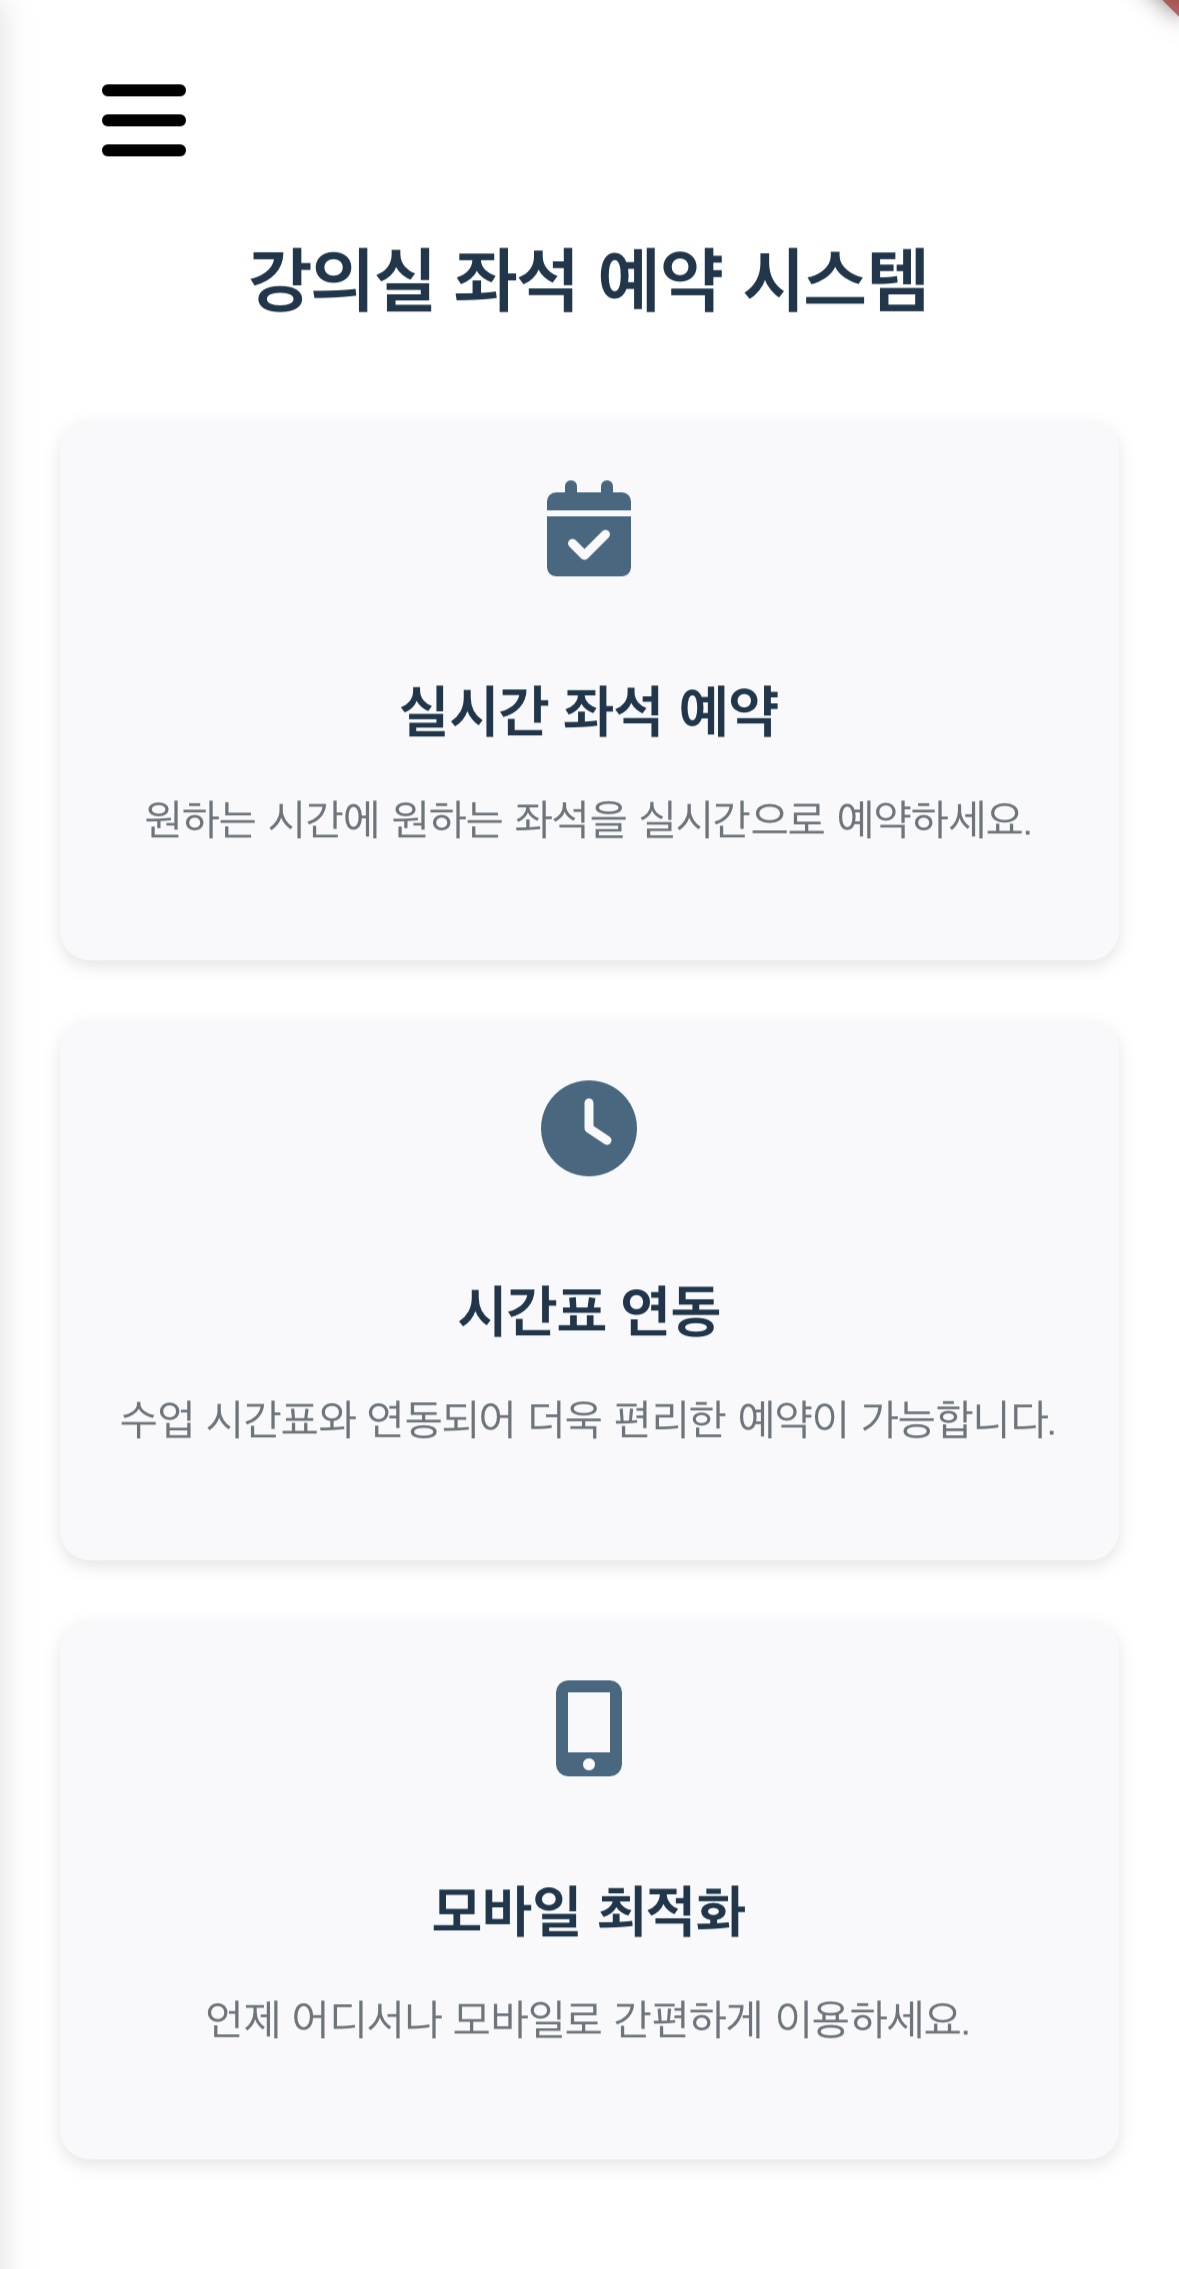 강의실 좌석 예약 시스템
실시간 좌석 예약
원하는 시간에 원하는 좌석을 실시간으로 예약하세요.
시간표 연동
수업 시간표와 연동되어 더욱 편리한 예약이 가능합니다.
모바일 최적화
언제 어디서나 모바일로 간편하게 이용하세요.